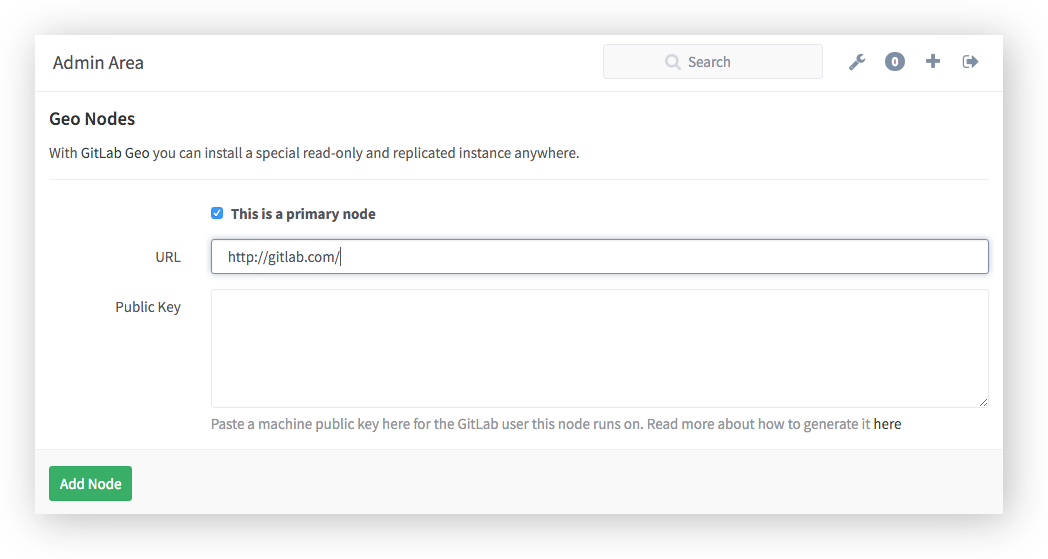 Admin Area
Search
0
Geo Nodes
With GitLab Geo you can install a special read-only and replicated instance anywhere.
This is a primary node
URL
http://gitlab.com/
Public Key
Paste a machine public key here for the GitLab user this node runs on. Read more about how to generate it here
Add Node